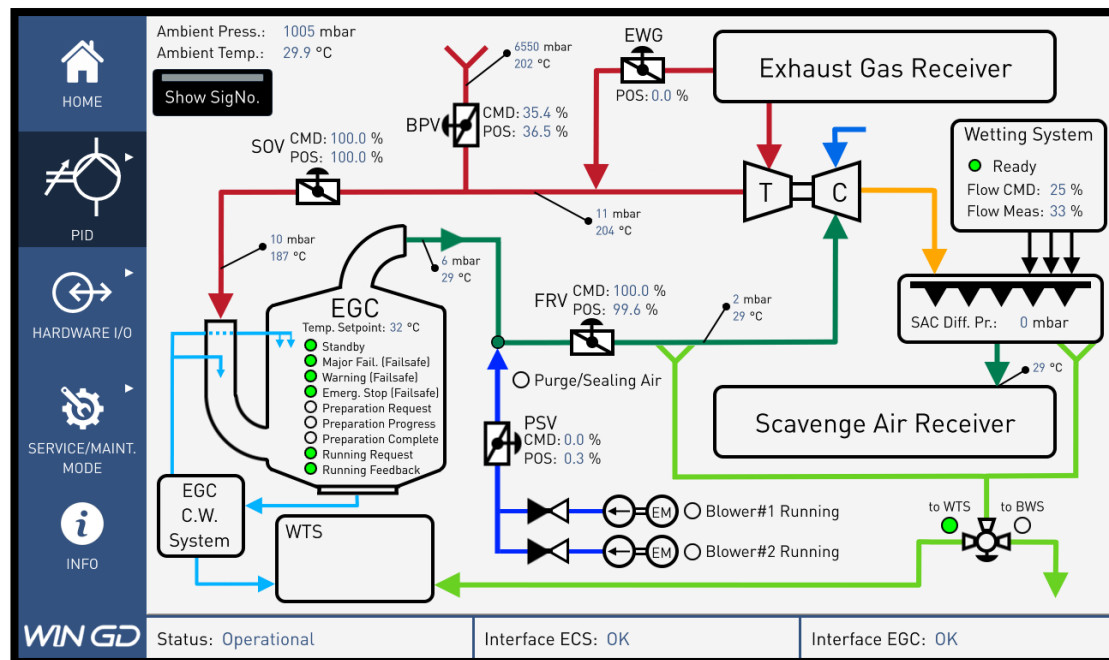 HOME
PID
HARDWARE I/O
SERVICE/MAINT.
MODE
INFO
WIN GD
Ambient Press.: 1005 mbar
Ambient Temp.: 29.9 °C
Show SigNo.
6550 mbar
202 °C
EWG
POS: 0.0 %
Exhaust Gas Receiver
BPV
CMD: 35.4 %
POS: 36.5 %
SOV
CMD: 100.0 %
POS: 100.0 %
Wetting System
Ready
Flow CMD: 25 %
Flow Meas: 33 %
T
C
11 mbar
204 °C
10 mbar
187 °C
6 mbar
29 °C
EGC
Temp. Setpoint: 32 °C
Standby
Major Fail. (Failsafe)
Warning (Failsafe)
Emerg. Stop (Failsafe)
Preparation Request
Preparation Progress
Preparation Complete
Running Request
Running Feedback
FRV
CMD: 100.0 %
POS: 99.6 %
2 mbar
29 °C
SAC Diff. Pr.: 0 mbar
29 °C
Purge/Sealing Air
Scavenge Air Receiver
PSV
CMD: 0.0 %
POS: 0.3 %
EGC
C.W.
System
WTS
EM
Blower#1 Running
EM
Blower#2 Running
to WTS
to BWS
Status: Operational
Interface ECS: OK
Interface EGC: OK